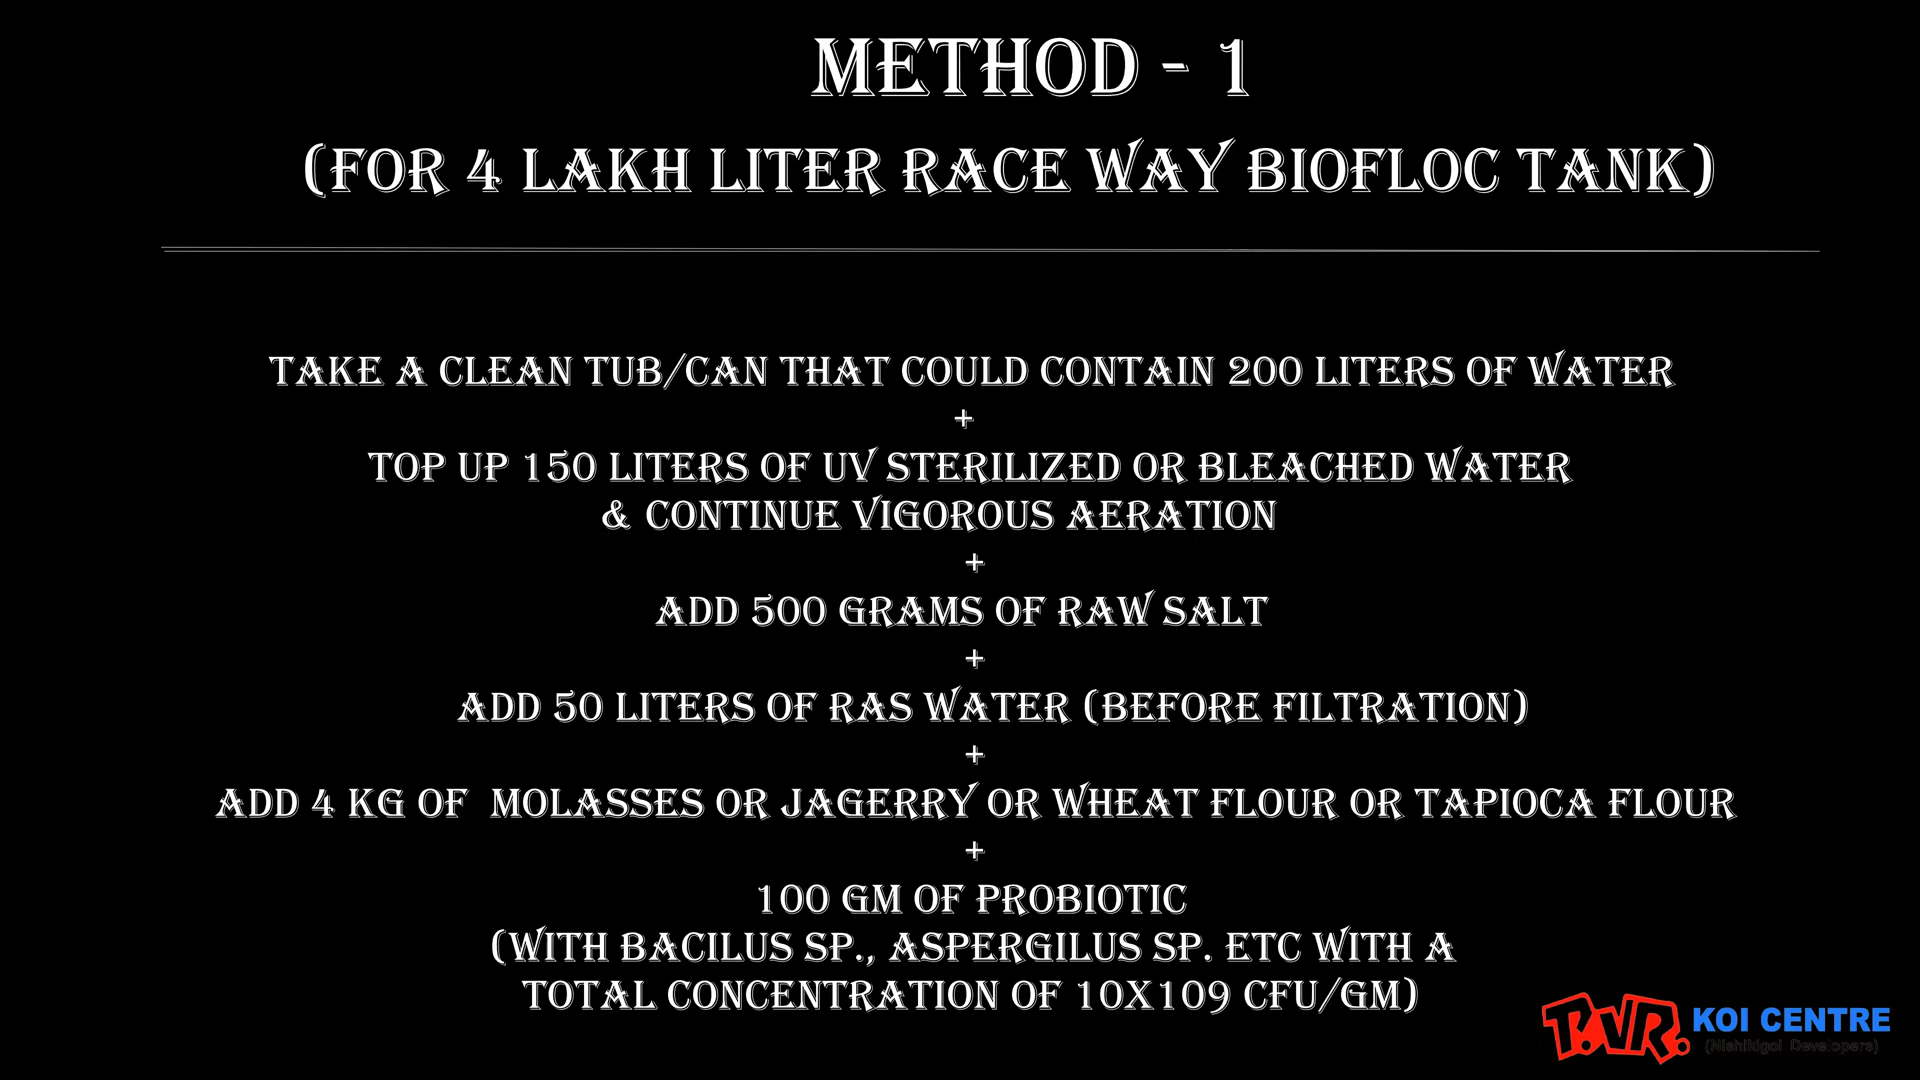 METHOD - 1
(FOR 4 LAKH LITER RACE WAY BIOFLOC TANK)
TAKE A CLEAN TUB/CAN THAT COULD CONTAIN 200 LITERS OF WATER
+
TOP UP 150 LITERS OF UV STERILIZED OR BLEACHED WATER
& CONTINUE VIGOROUS AERATION
+
ADD 500 GRAMS OF RAW SALT
+
ADD 50 LITERS OF RAS WATER (BEFORE FILTRATION)
+
ADD 4 KG OF MOLASSES OR JAGERRY OR WHEAT FLOUR OR TAPIOCA FLOUR
+
100 GM OF PROBIOTIC
(WITH BACILUS SP., ASPERGILUS SP. ETC WITH A
TOTAL CONCENTRATION OF 10X109 CFU/GM)
P.V.R. KOI CENTRE
(Nishikigoi Developers)